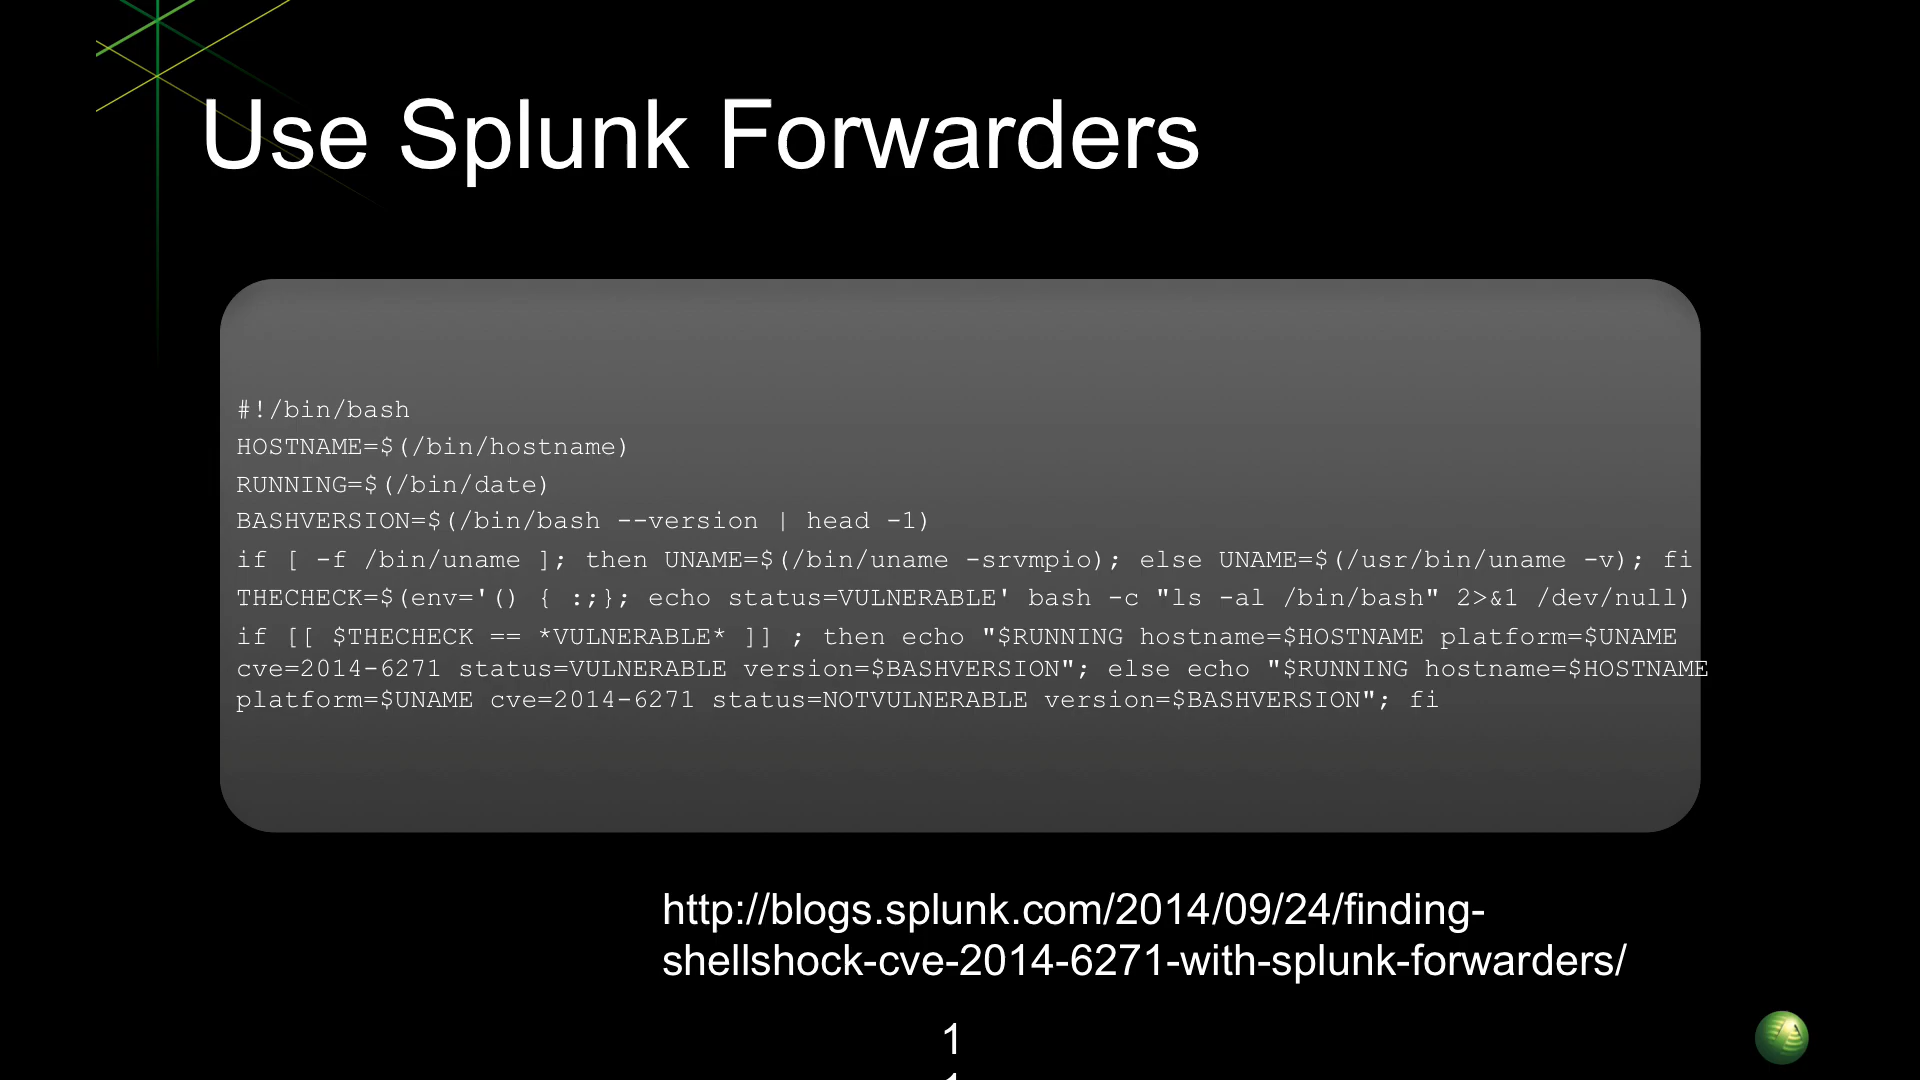 Use Splunk Forwarders
#!/bin/bash
HOSTNAME=$(/bin/hostname)
RUNNING=$(/bin/date)
BASHVERSION=$(/bin/bash --version | head -1)
if [ -f /bin/uname ]; then UNAME=$(/bin/uname -srvmpio); else UNAME=$(/usr/bin/uname -v); fi
THECHECK=$(env='() { :;}; echo status=VULNERABLE' bash -c "ls -al /bin/bash" 2>&1 /dev/null)
if [[ $THECHECK == *VULNERABLE* ]] ; then echo "$RUNNING hostname=$HOSTNAME platform=$UNAME
cve=2014-6271 status=VULNERABLE version=$BASHVERSION"; else echo "$RUNNING hostname=$HOSTNAME
platform=$UNAME cve=2014-6271 status=NOTVULNERABLE version=$BASHVERSION"; fi
http://blogs.splunk.com/2014/09/24/finding-
shellshock-cve-2014-6271-with-splunk-forwarders/
1